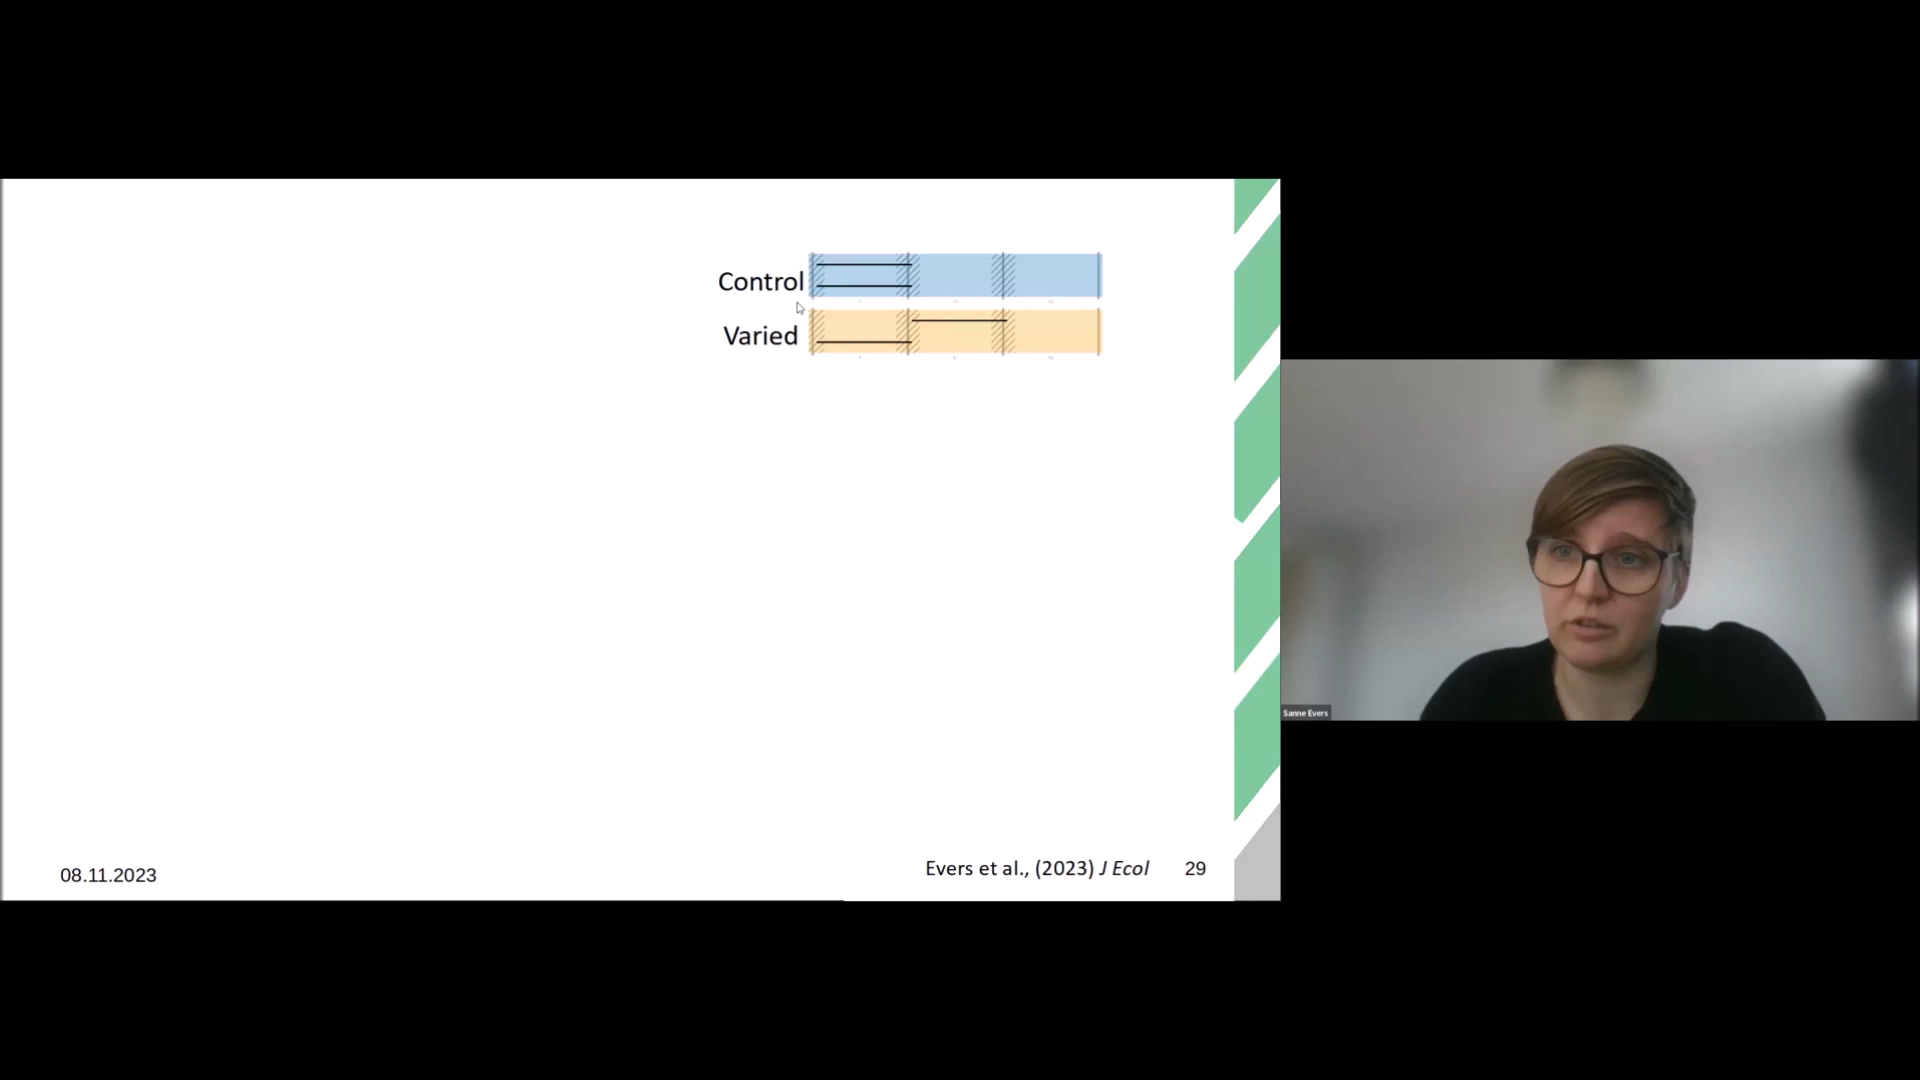 Control
Varied
Sanne Evers
08.11.2023
Evers et al., (2023) J Ecol
29